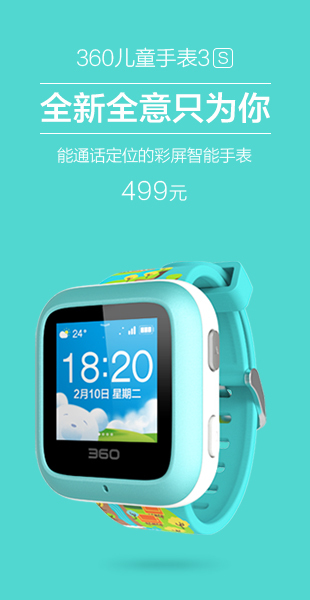 360儿童手表3 S
全新全意只为你
能通话定位的彩屏智能手表
499元
24°
18:20
2月10日 星期二
360